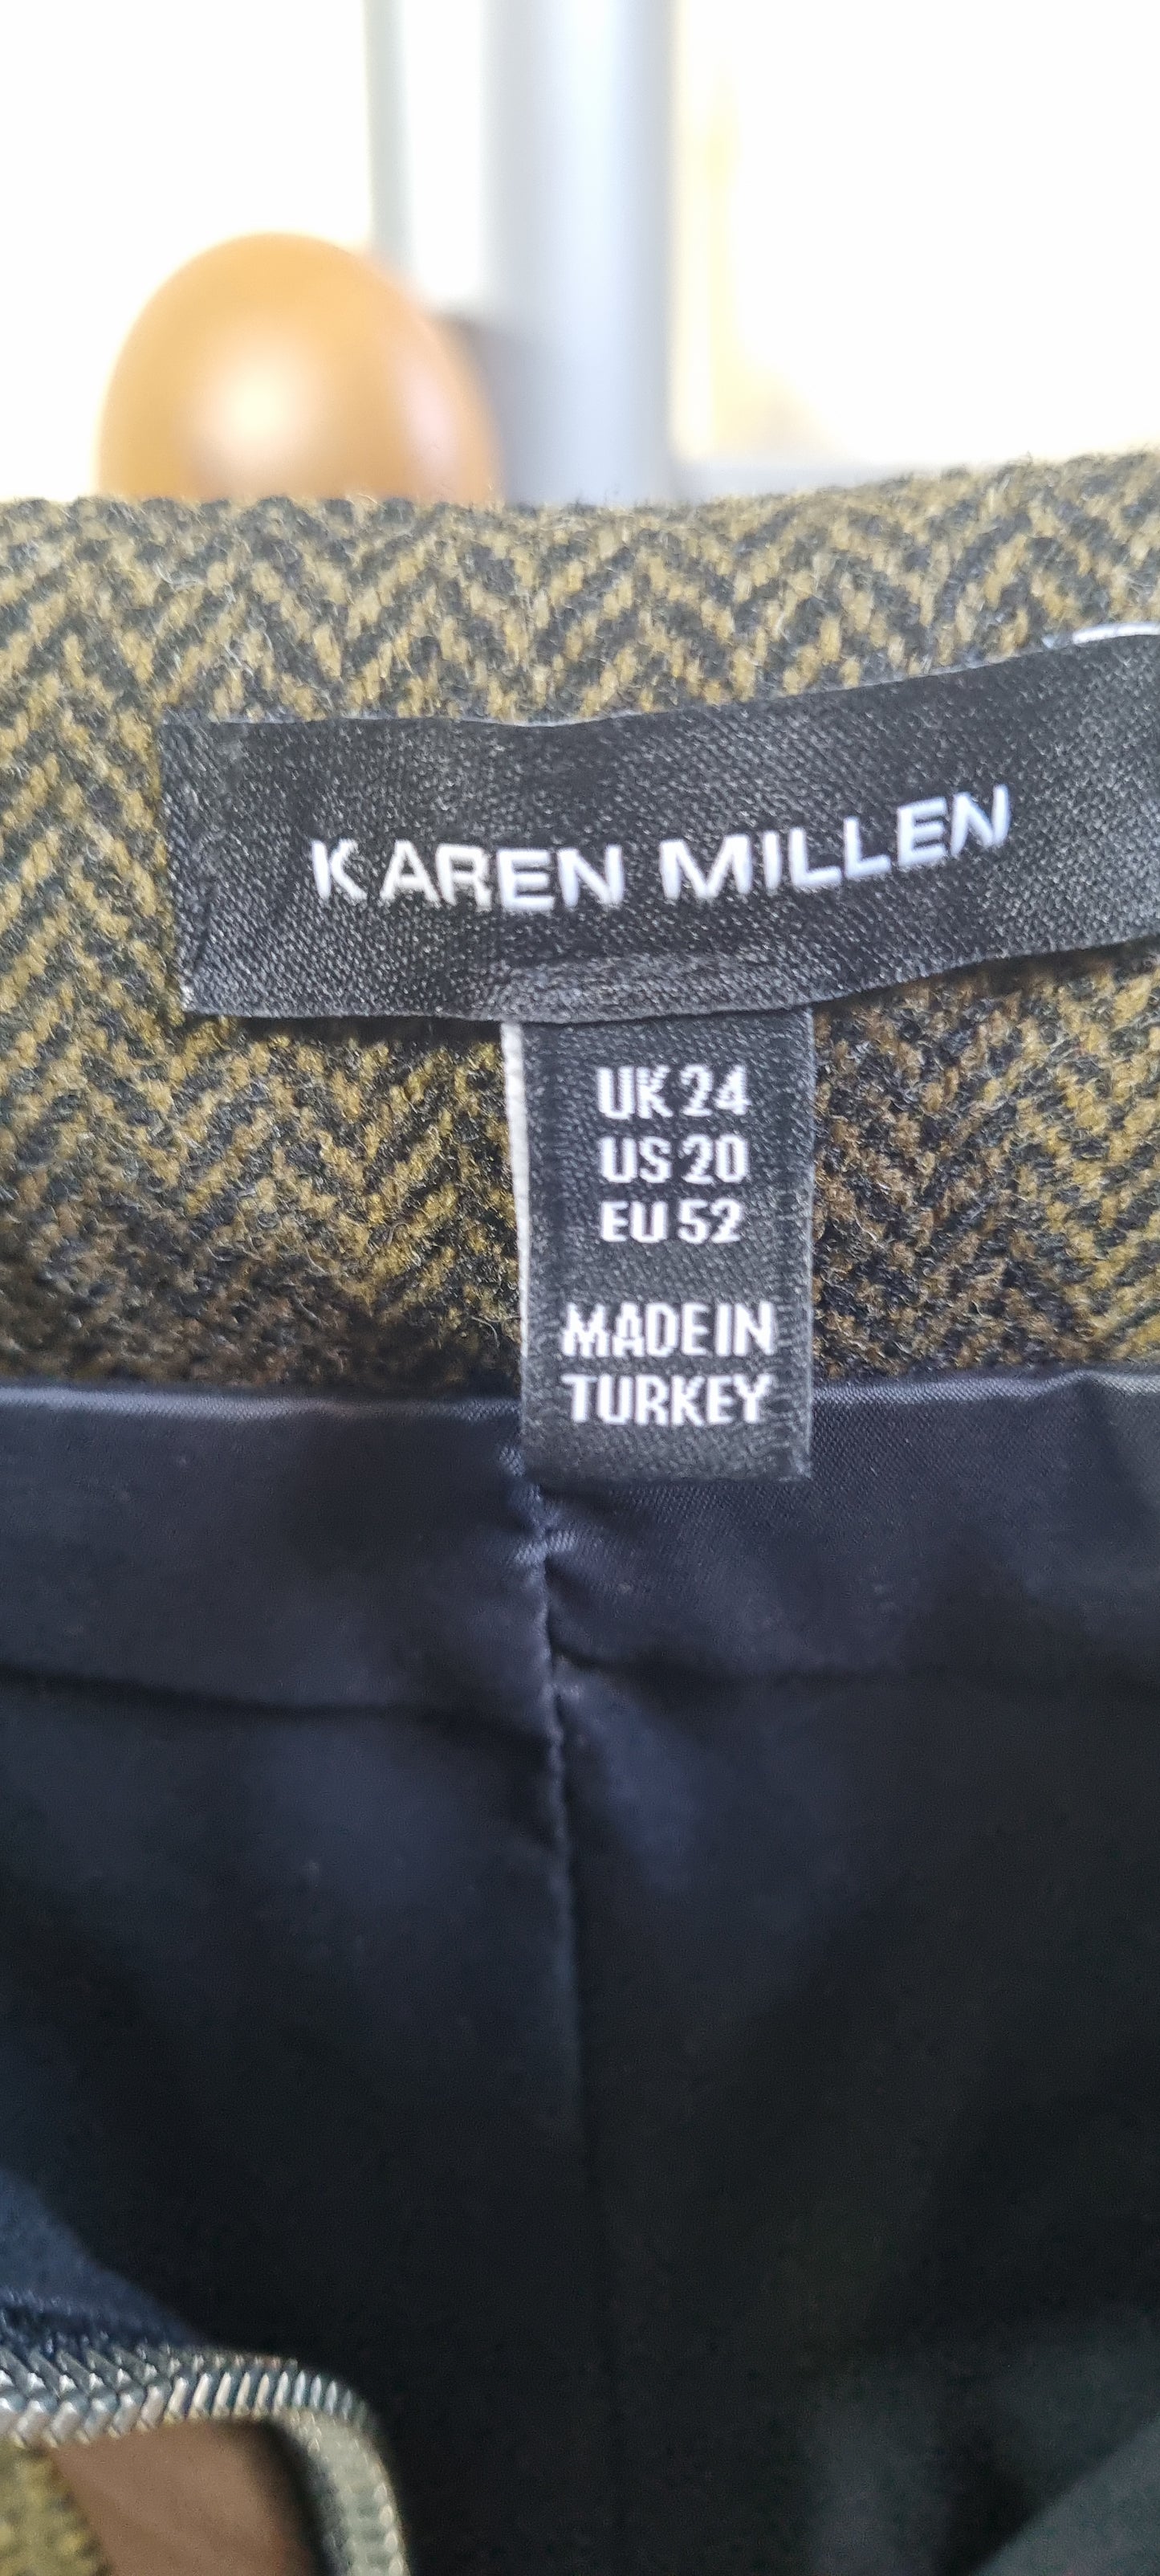 KAREN MILLEN
UK 24
US 20
EU 52
MADE IN
TURKEY